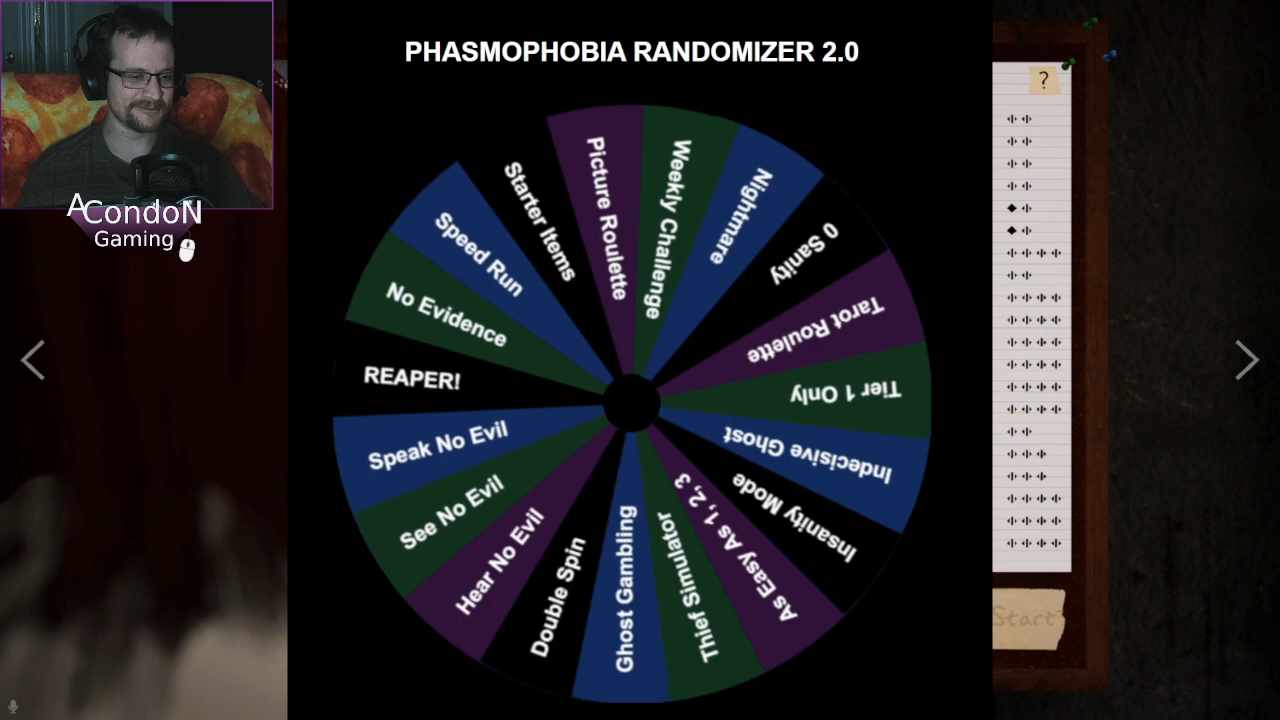 PHASMOPHOBIA RANDOMIZER 2.0
?
Picture Roulette
Weekly Challenge
Nightmare
0 Sanity
Tarot Roulette
Tier 1 Only
Indecisive Ghost
Insanity Mode
As Easy As 1, 2, 3
Thief Simulator
Ghost Gambling
Double Spin
Hear No Evil
See No Evil
Speak No Evil
REAPER!
No Evidence
Speed Run
Starter Items
ACondoN
Gaming
Start